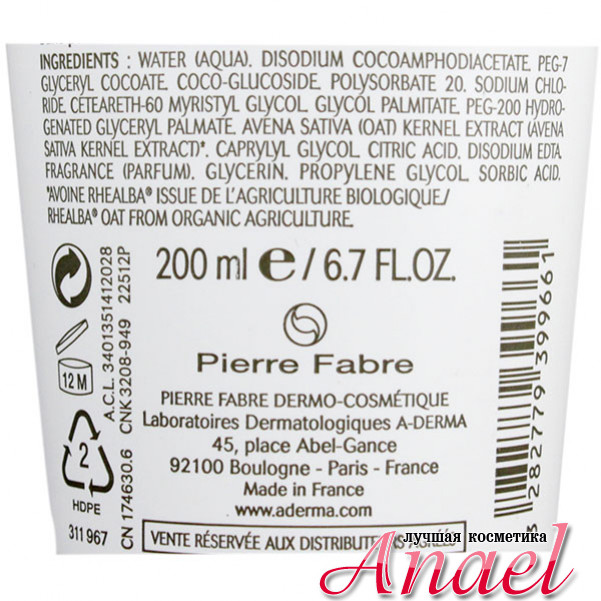 INGREDIENTS : WATER (AQUA). DISODIUM COCOAMPHODIACETATE. PEG-7
GLYCERYL COCOATE. COCO-GLUCOSIDE. POLYSORBATE 20. SODIUM CHLO-
RIDE. CETEARETH-60 MYRISTYL GLYCOL. GLYCOL PALMITATE. PEG-200 HYDRO-
GENATED GLYCERYL PALMATE. AVENA SATIVA (OAT) KERNEL EXTRACT (AVENA
SATIVA KERNEL EXTRACT)*. CAPRYLYL GLYCOL. CITRIC ACID. DISODIUM EDTA.
FRAGRANCE (PARFUM). GLYCERIN. PROPYLENE GLYCOL. SORBIC ACID.
*AVOINE RHEALBA® ISSUE DE L'AGRICULTURE BIOLOGIQUE/
RHEALBA® OAT FROM ORGANIC AGRICULTURE.
200 ml e / 6.7 FL.OZ.
Pierre Fabre
PIERRE FABRE DERMO-COSMÉTIQUE
Laboratoires Dermatologiques A-DERMA
45, place Abel-Gance
92100 Boulogne - Paris - France
Made in France
www.aderma.com
VENTE RÉSERVÉE AUX DISTRIBUTEURS AGRÉÉS
12 M
2
HDPE
311 967
A.C.L. 3401351412028
CNK 3208-949 22512P
CN 174630.6
3 282779 399661
лучшая косметика
Anael